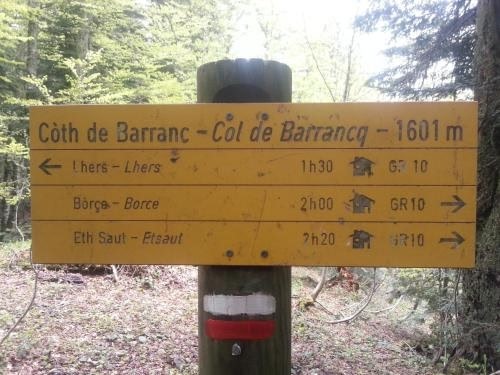 Còth de Barranc – Col de Barrancq – 1601 m
← Lhers – Lhers 1h30 GR 10
Bòrça – Borce 2h00 GR10 →
Eth Saut – Etsaut 2h20 GR10 →